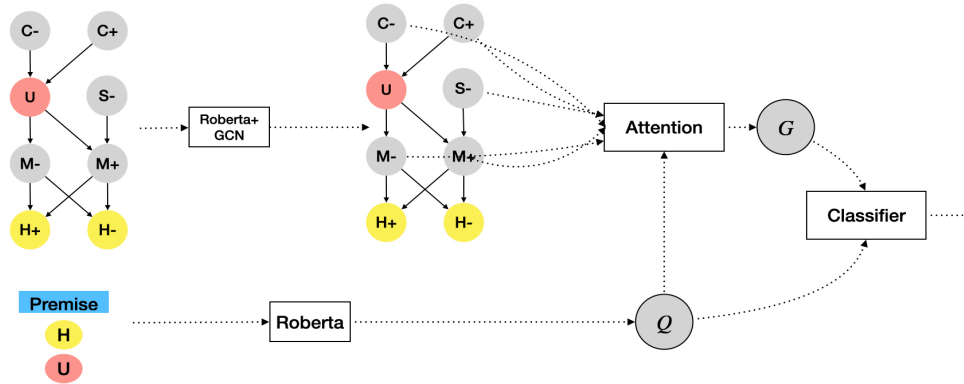 C-
C+
U
S-
M-
M+
H+
H-
Roberta+
GCN
C-
C+
U
S-
M-
M+
H+
H-
Attention
G
Classifier
Premise
H
U
Roberta
Q